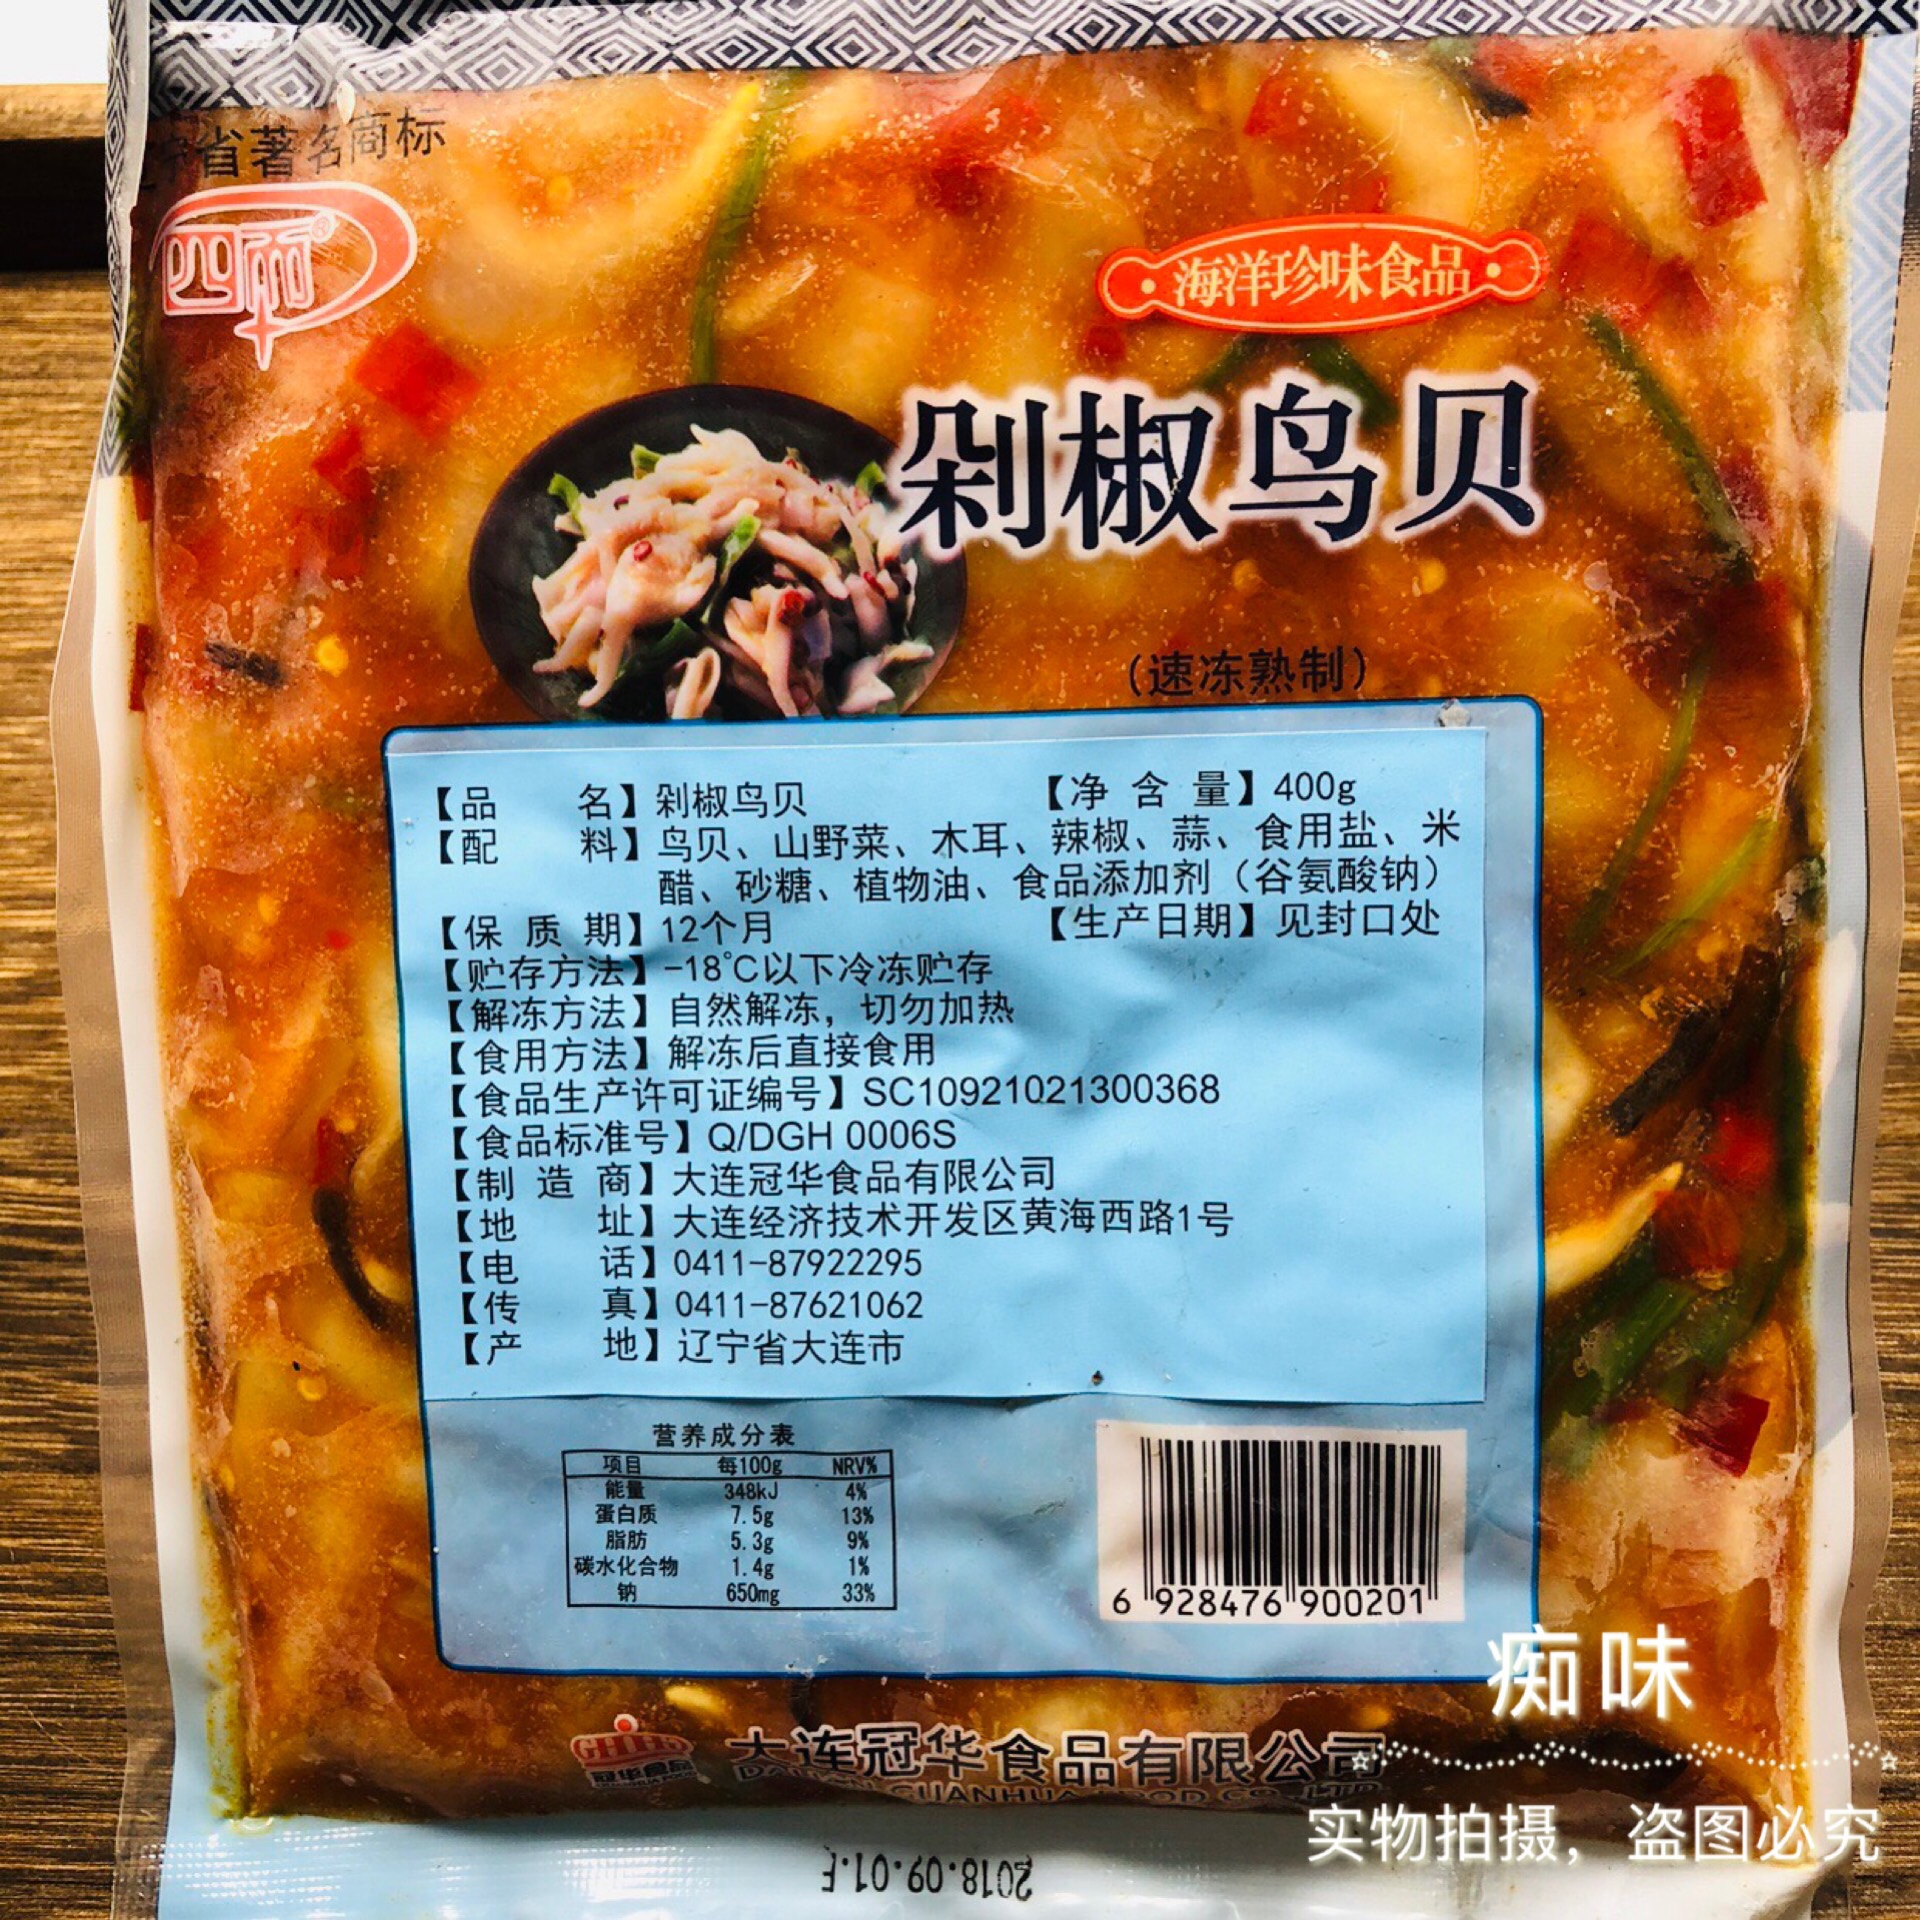 省著名商标
海洋珍味食品
剁椒鸟贝
(速冻熟制)
【品 名】剁椒鸟贝 【净 含 量】400g
【配 料】鸟贝、山野菜、木耳、辣椒、蒜、食用盐、米
醋、砂糖、植物油、食品添加剂（谷氨酸钠）
【保 质 期】12个月 【生产日期】见封口处
【贮存方法】-18℃以下冷冻贮存
【解冻方法】自然解冻，切勿加热
【食用方法】解冻后直接食用
【食品生产许可证编号】SC10921021300368
【食品标准号】Q/DGH 0006S
【制 造 商】大连冠华食品有限公司
【地 址】大连经济技术开发区黄海西路1号
【电 话】0411-87922295
【传 真】0411-87621062
【产 地】辽宁省大连市
营养成分表
项目 每100g NRV%
能量 348kJ 4%
蛋白质 7.5g 13%
脂肪 5.3g 9%
碳水化合物 1.4g 1%
钠 650mg 33%
6 928476 900201
痴味
冠华食品
大连冠华食品有限公司
DALIAN GUANHUA FOOD CO.,LTD
实物拍摄，盗图必究
2018.09.01.F